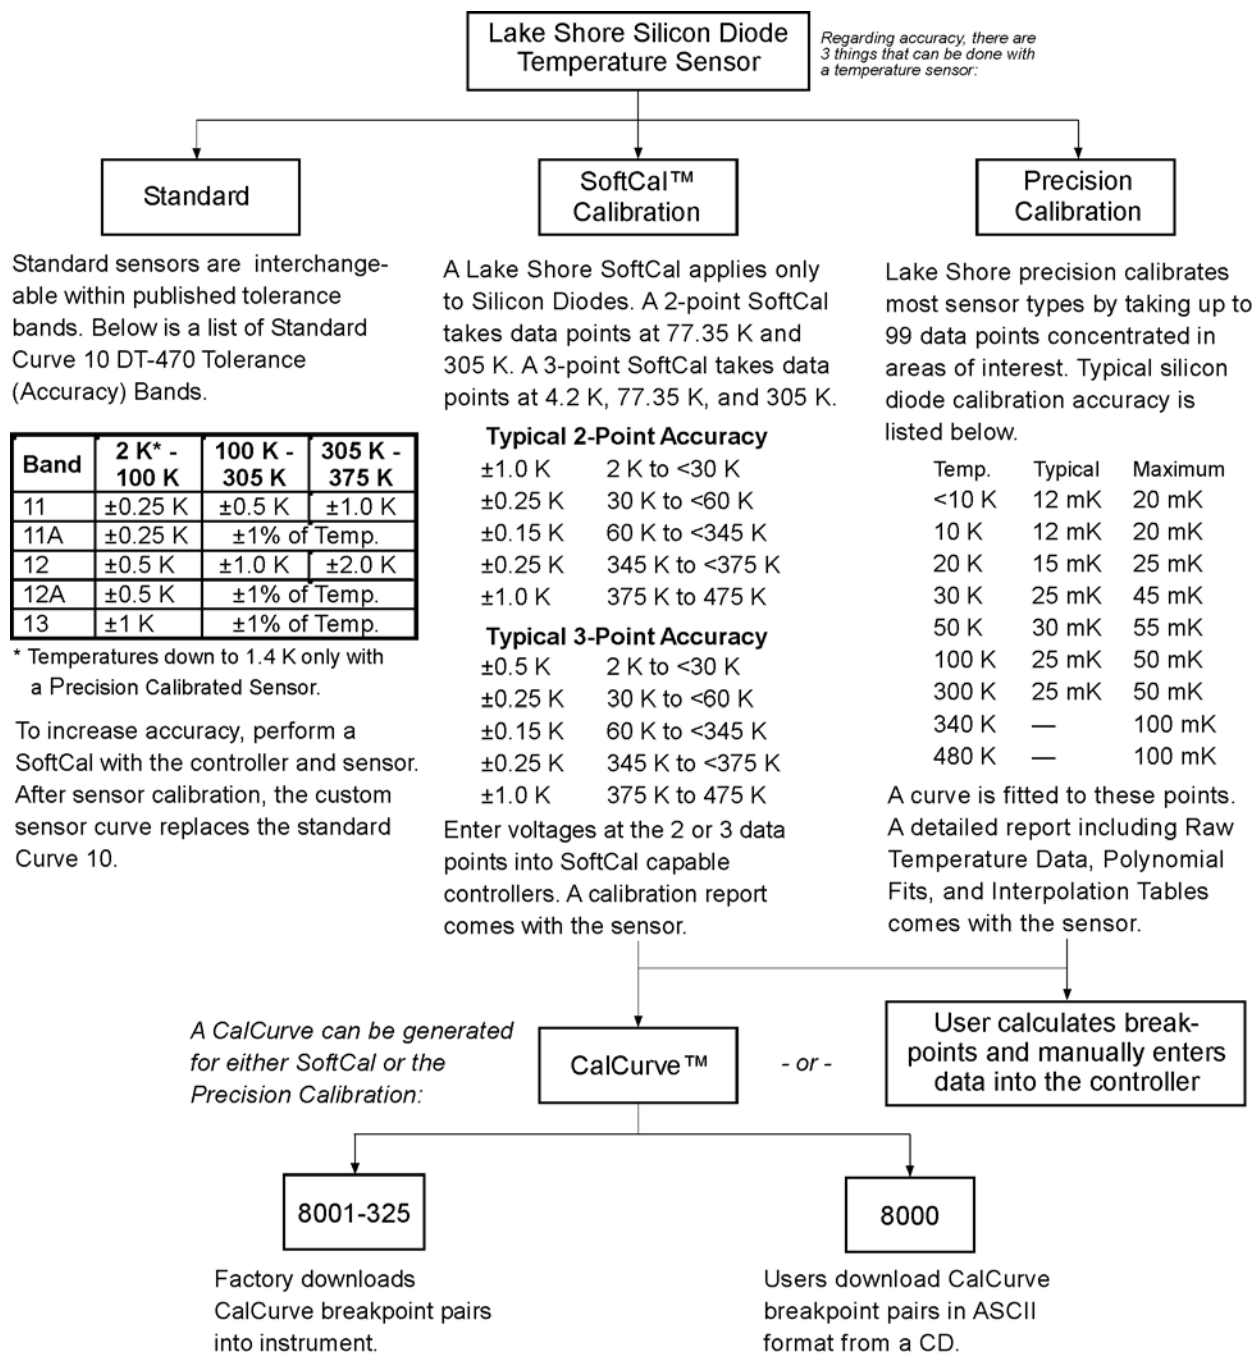 Lake Shore Silicon Diode
Temperature Sensor
Regarding accuracy, there are
3 things that can be done with
a temperature sensor:
Standard
Standard sensors are interchange-
able within published tolerance
bands. Below is a list of Standard
Curve 10 DT-470 Tolerance
(Accuracy) Bands.
Band 2 K* - 100 K - 305 K -
100 K 305 K 375 K
11 ±0.25 K ±0.5 K ±1.0 K
11A ±0.25 K ±1% of Temp.
12 ±0.5 K ±1.0 K ±2.0 K
12A ±0.5 K ±1% of Temp.
13 ±1 K ±1% of Temp.
* Temperatures down to 1.4 K only with
a Precision Calibrated Sensor.
To increase accuracy, perform a
SoftCal with the controller and sensor.
After sensor calibration, the custom
sensor curve replaces the standard
Curve 10.
SoftCal™
Calibration
A Lake Shore SoftCal applies only
to Silicon Diodes. A 2-point SoftCal
takes data points at 77.35 K and
305 K. A 3-point SoftCal takes data
points at 4.2 K, 77.35 K, and 305 K.
Typical 2-Point Accuracy
±1.0 K 2 K to <30 K
±0.25 K 30 K to <60 K
±0.15 K 60 K to <345 K
±0.25 K 345 K to <375 K
±1.0 K 375 K to 475 K
Typical 3-Point Accuracy
±0.5 K 2 K to <30 K
±0.25 K 30 K to <60 K
±0.15 K 60 K to <345 K
±0.25 K 345 K to <375 K
±1.0 K 375 K to 475 K
Enter voltages at the 2 or 3 data
points into SoftCal capable
controllers. A calibration report
comes with the sensor.
Precision
Calibration
Lake Shore precision calibrates
most sensor types by taking up to
99 data points concentrated in
areas of interest. Typical silicon
diode calibration accuracy is
listed below.
Temp. Typical Maximum
<10 K 12 mK 20 mK
10 K 12 mK 20 mK
20 K 15 mK 25 mK
30 K 25 mK 45 mK
50 K 30 mK 55 mK
100 K 25 mK 50 mK
300 K 25 mK 50 mK
340 K — 100 mK
480 K — 100 mK
A curve is fitted to these points.
A detailed report including Raw
Temperature Data, Polynomial
Fits, and Interpolation Tables
comes with the sensor.
A CalCurve can be generated
for either SoftCal or the
Precision Calibration:
CalCurve™
- or -
User calculates break-
points and manually enters
data into the controller
8001-325
Factory downloads
CalCurve breakpoint pairs
into instrument.
8000
Users download CalCurve
breakpoint pairs in ASCII
format from a CD.